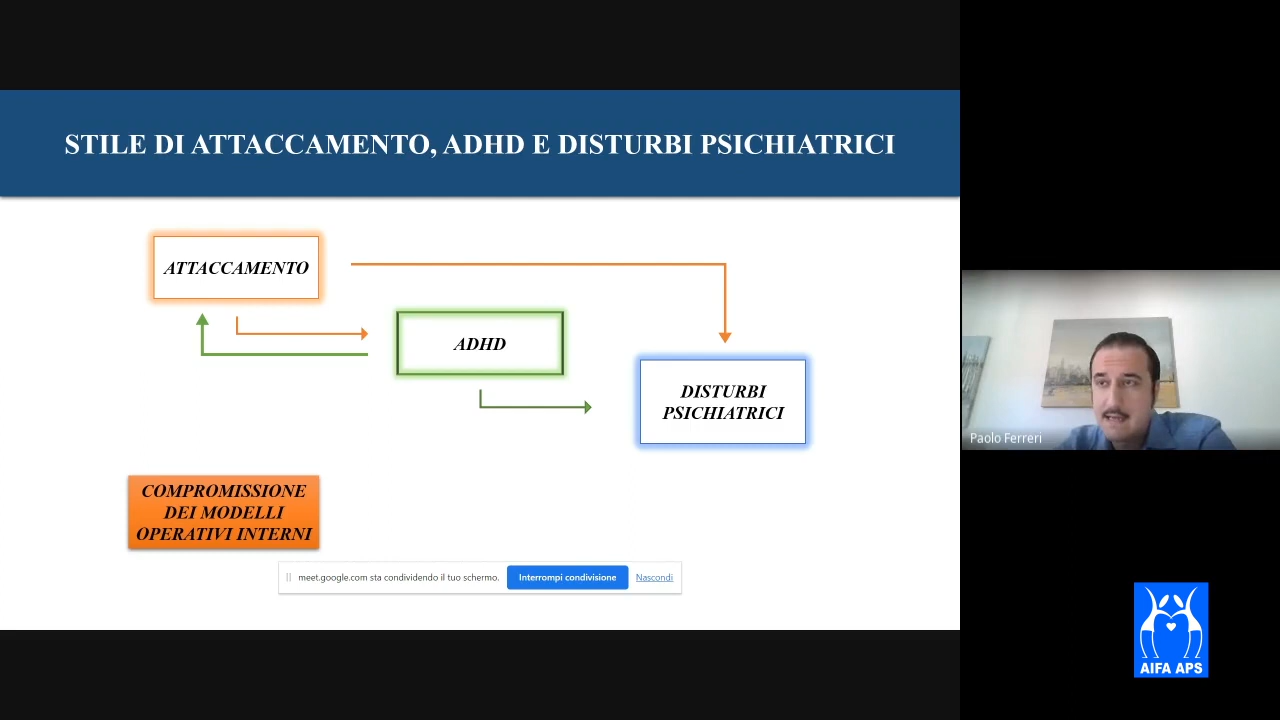 STILE DI ATTACCAMENTO, ADHD E DISTURBI PSICHIATRICI
ATTACCAMENTO
ADHD
DISTURBI
PSICHIATRICI
COMPROMISSIONE
DEI MODELLI
OPERATIVI INTERNI
meet.google.com sta condividendo il tuo schermo.
Interrompi condivisione
Nascondi
Paolo Ferreri
AIFA APS